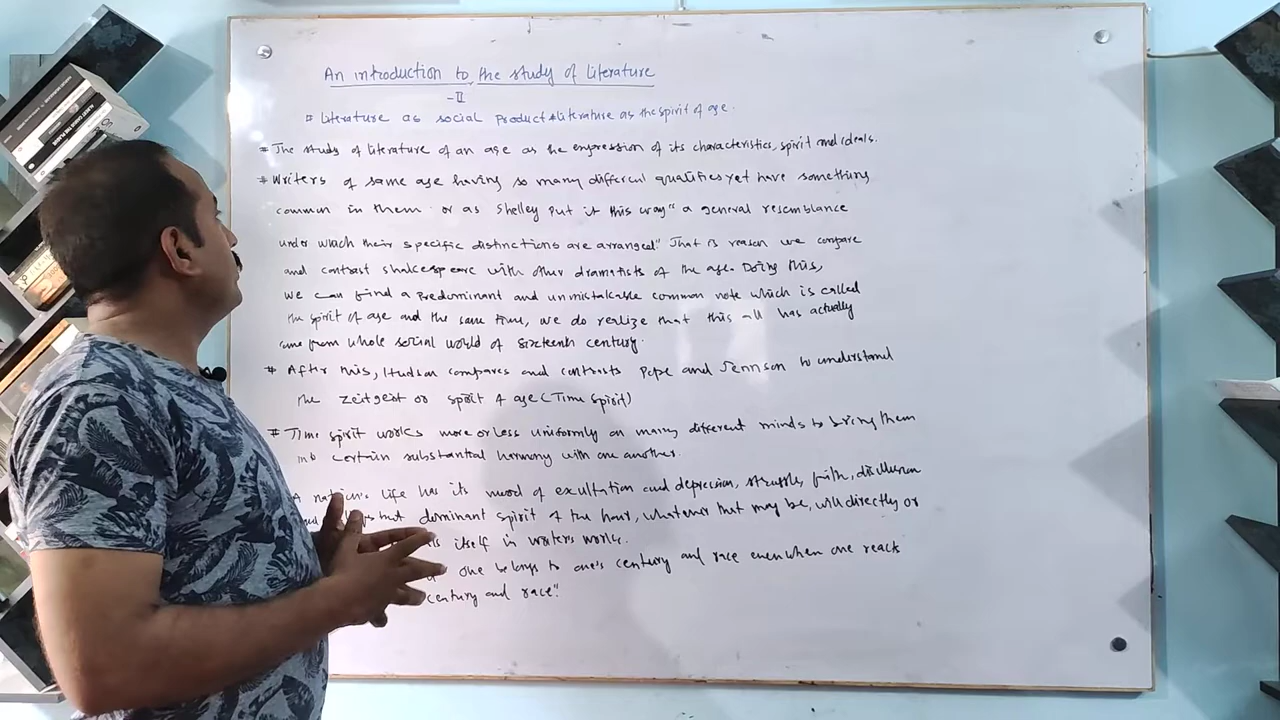 An introduction to the study of Literature
-II
# Literature as social product & literature as the spirit of age.
# The study of literature of an age as the expression of its characteristics, spirit and ideals.
# Writers of same age having so many different qualities yet have something
common in them. or as Shelley put it this way "a general resemblance
under which their specific distinctions are arranged" That is reason we compare
and contrast Shakespeare with other dramatists of the age. Doing this,
we can find a predominant and unmistakable common note which is called
the spirit of age and the same time, we do realize that this all has actually
come from whole social world of sixteenth century.
# After this, Hudson compares and contrasts Pope and Tennson to understand
the zeitgeist or spirit of age (Time spirit)
# Time spirit works more or less uniformly on many different minds to bring them
into certain substantial harmony with one another.
A nation's life has its mood of exultation and depression, struggle, faith, disillusion
but dominant spirit of the hour, whatever that may be, will directly or
itself in writers works.
one belongs to one's century and race even when one reacts
century and race."